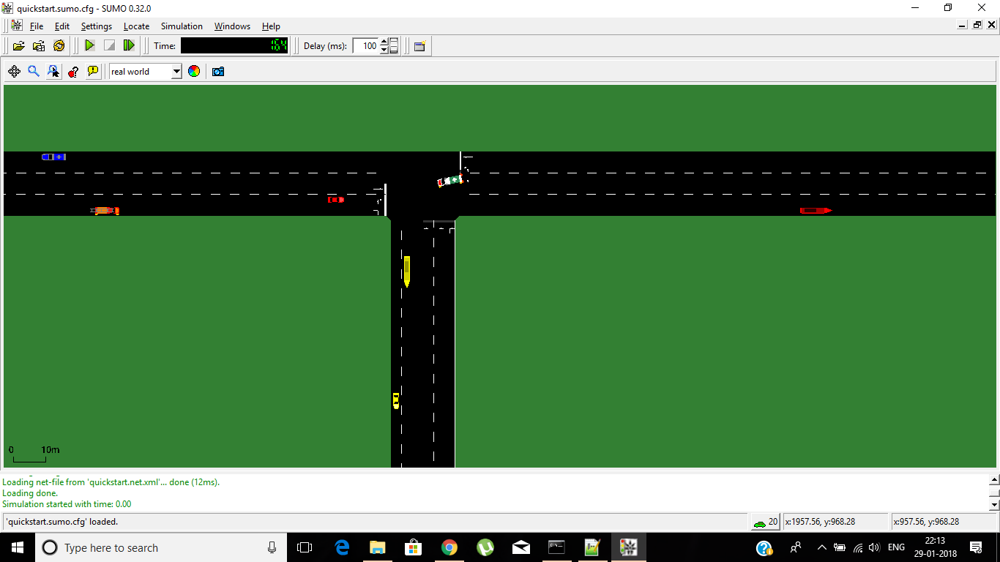 quickstart.sumo.cfg - SUMO 0.32.0
File Edit Settings Locate Simulation Windows Help
Time: 164 Delay (ms): 100
real world
0 10m
Loading net-file from 'quickstart.net.xml'... done (12ms).
Loading done.
Simulation started with time: 0.00
'quickstart.sumo.cfg' loaded. 20 x:1957.56, y:968.28 x:957.56, y:968.28
Type here to search
ENG 22:13
29-01-2018